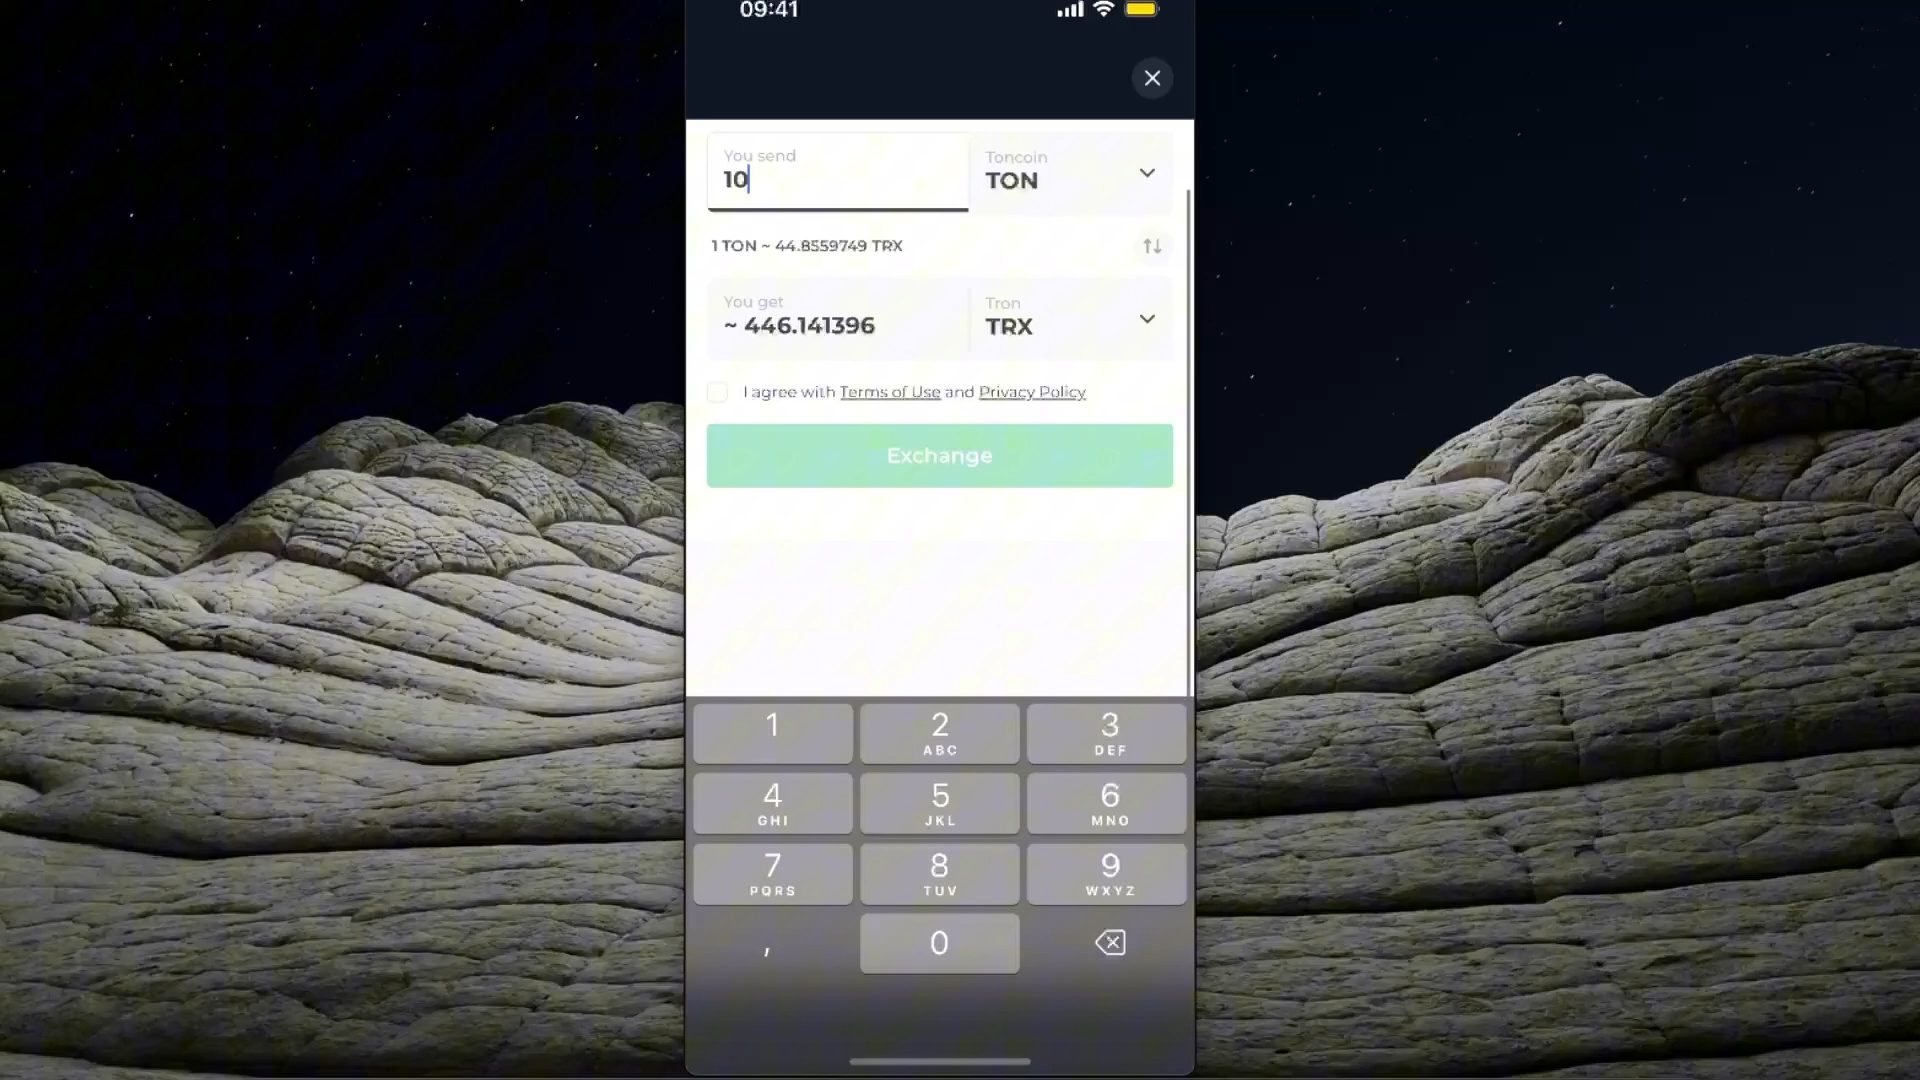 09:41
You send
10
Toncoin
TON
1 TON ~ 44.8559749 TRX
You get
~ 446.141396
Tron
TRX
I agree with Terms of Use and Privacy Policy
Exchange
1
2
ABC
3
DEF
4
GHI
5
JKL
6
MNO
7
PQRS
8
TUV
9
WXYZ
,
0